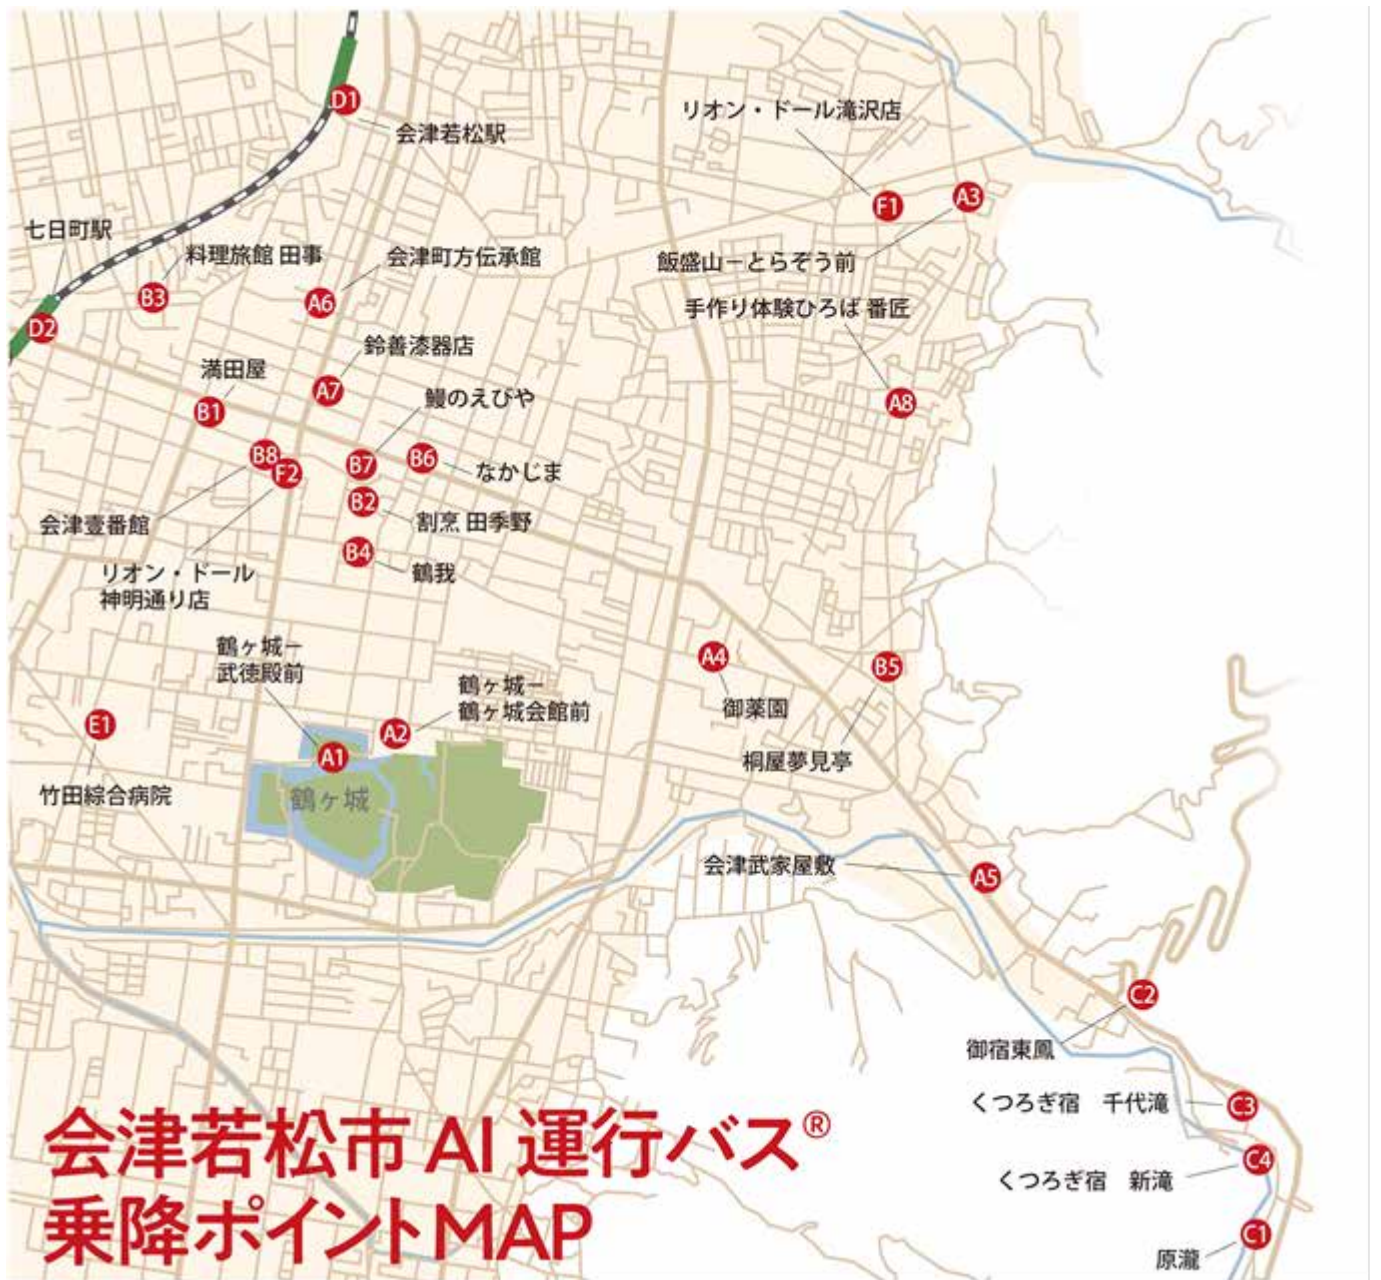 D1
会津若松駅
リオン・ドール滝沢店
F1
A3
七日町駅
料理旅館 田事
会津町方伝承館
飯盛山ーとらぞう前
B3
A6
手作り体験ひろば 番匠
D2
鈴善漆器店
満田屋
A7
鰻のえびや
B1
A8
B8
F2
B7
B6
なかじま
B2
会津壹番館
割烹 田季野
B4
鶴我
リオン・ドール
神明通り店
鶴ヶ城ー
武徳殿前
A4
B5
鶴ヶ城ー
鶴ヶ城会館前
御薬園
E1
A2
A1
桐屋夢見亭
竹田綜合病院
鶴ヶ城
会津武家屋敷
A5
C2
御宿東鳳
くつろぎ宿 千代滝
C3
くつろぎ宿 新滝
C4
原瀧
C1
会津若松市 AI 運行バス®
乗降ポイントMAP